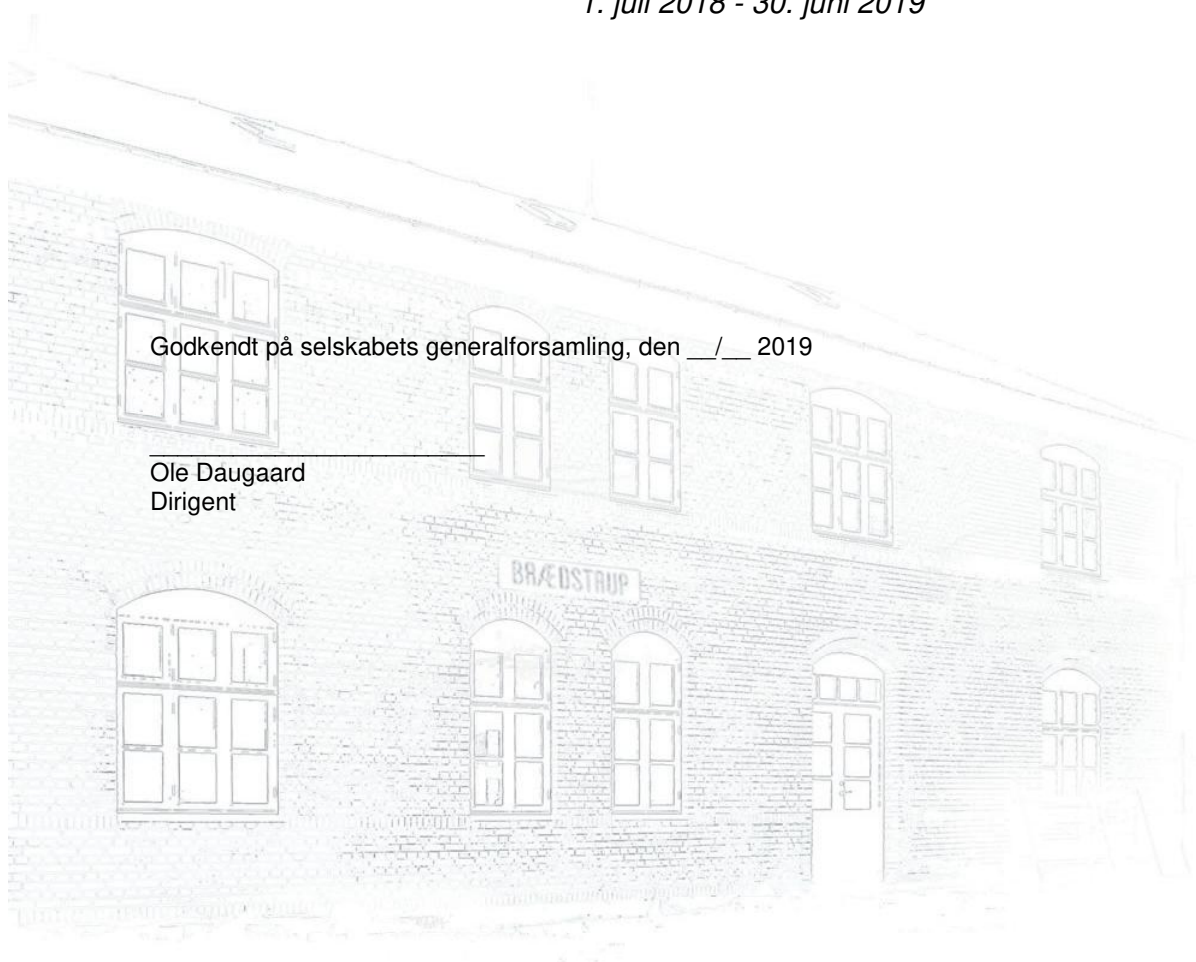 1. juli 2018 - 30. juni 2019
Godkendt på selskabets generalforsamling, den __/__ 2019
Ole Daugaard
Dirigent
BRÆDSTRUP